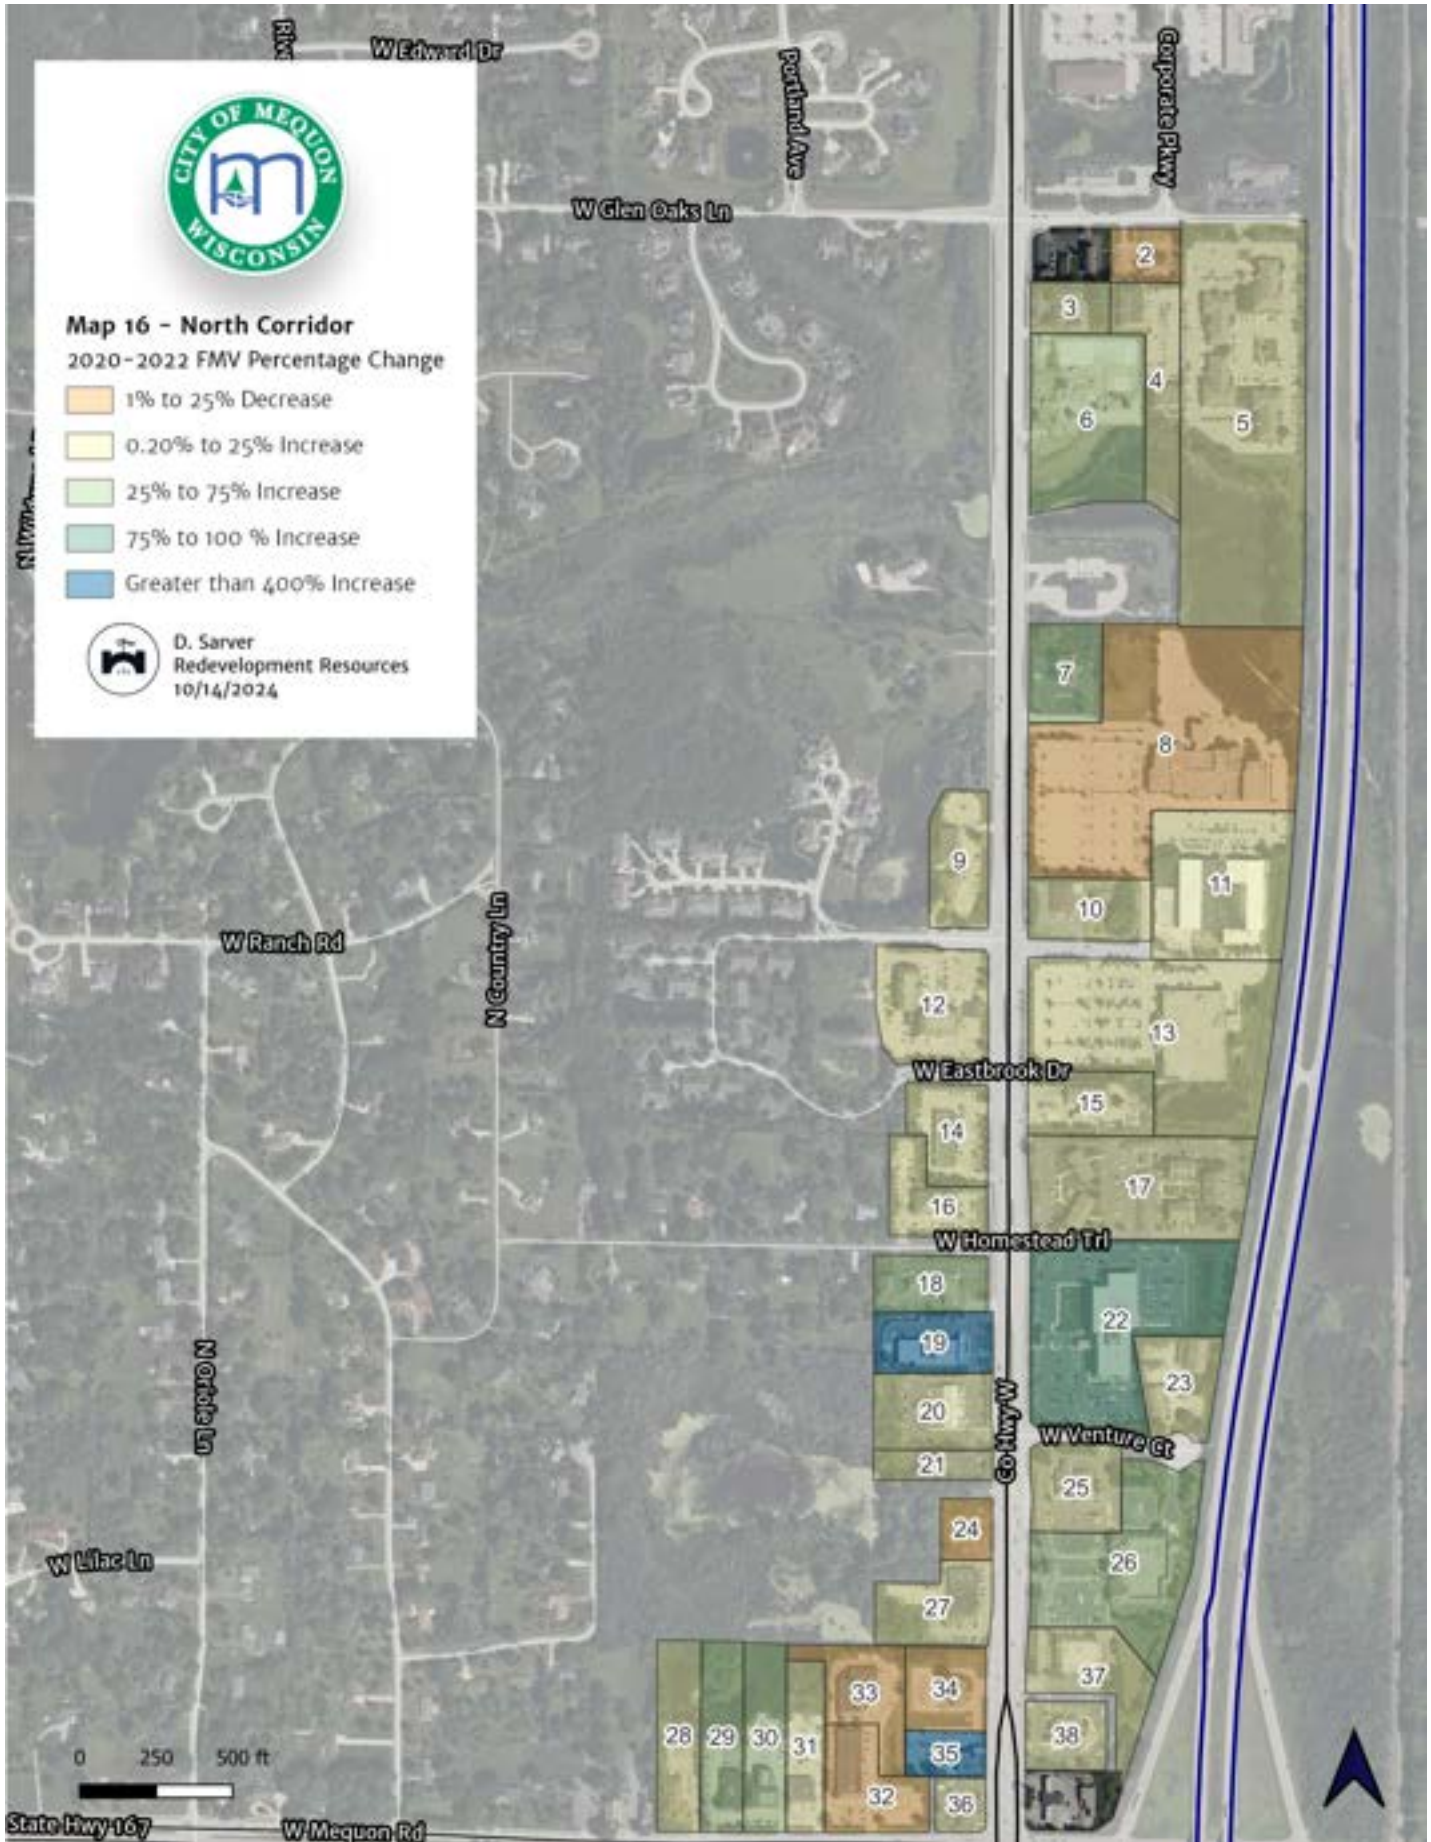 W Edward Dr
Portland Ave
Corporate Pkwy
CITY OF MEQUON
WISCONSIN
W Glen Oaks Ln
Map 16 - North Corridor
2020-2022 FMV Percentage Change
1% to 25% Decrease
0.20% to 25% Increase
25% to 75% Increase
75% to 100 % Increase
Greater than 400% Increase
D. Sarver
Redevelopment Resources
10/14/2024
2
3
4
5
6
7
8
9
10
11
W Ranch Rd
N Country Ln
12
13
W Eastbrook Dr
14
15
16
17
W Homestead Trl
18
19
20
21
22
23
N Oriole Ln
Co Hwy W
W Venture Ct
24
25
26
27
W Lilac Ln
28
29
30
31
32
33
34
35
36
37
38
0 250 500 ft
State Hwy 167
W Mequon Rd